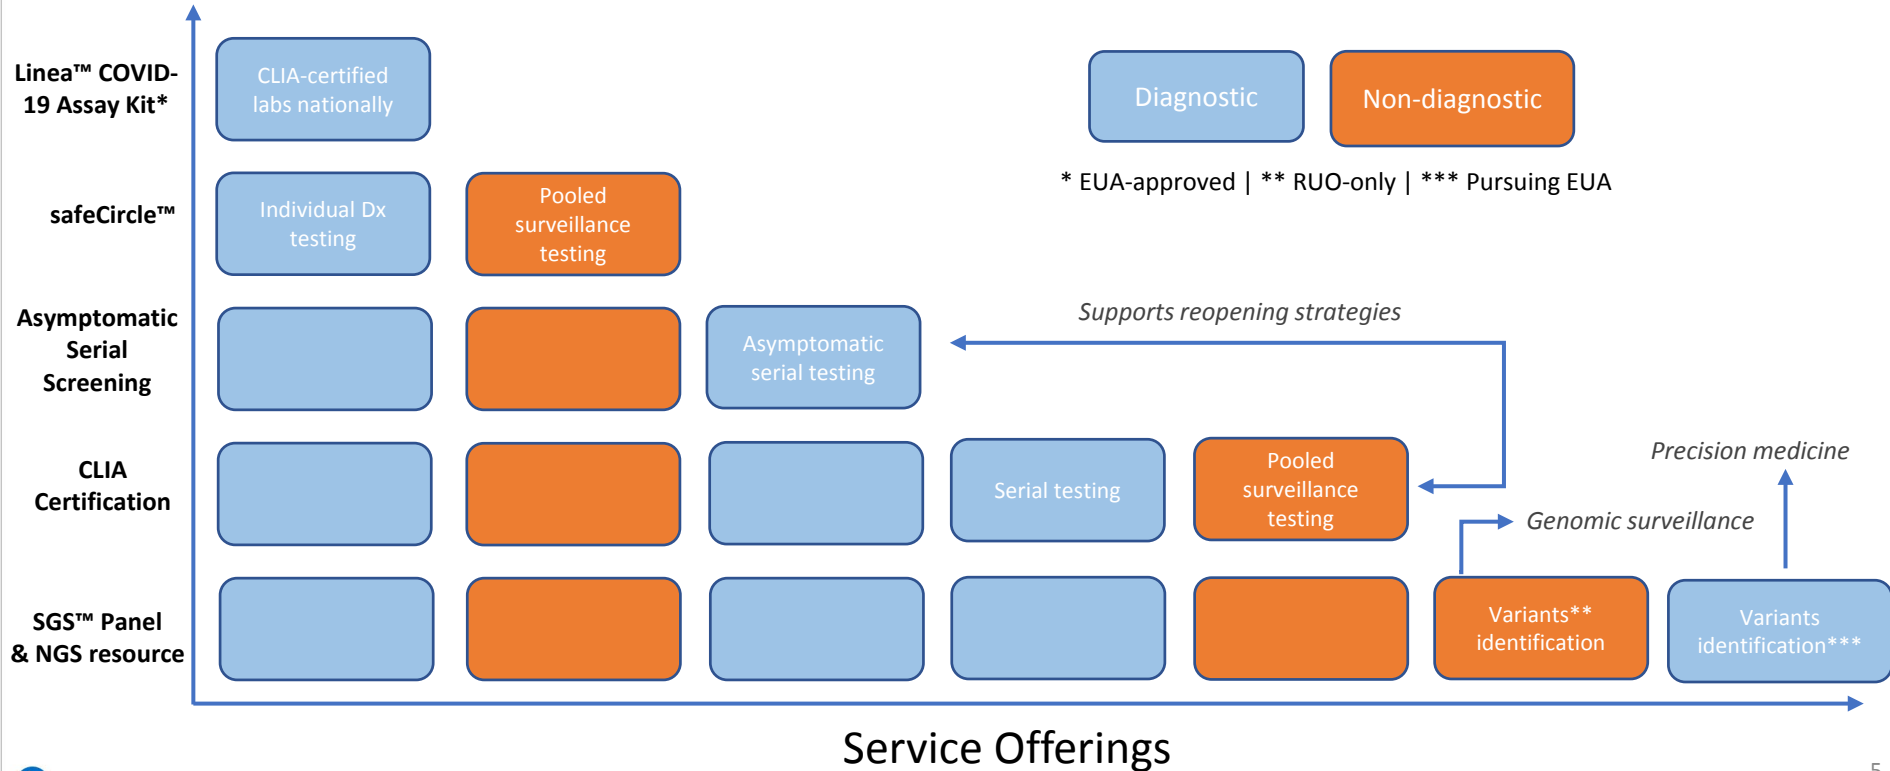 Linea™ COVID-
19 Assay Kit*
CLIA-certified
labs nationally
Diagnostic
Non-diagnostic
* EUA-approved | ** RUO-only | *** Pursuing EUA
safeCircle™
Individual Dx
testing
Pooled
surveillance
testing
Asymptomatic
Serial
Screening
Asymptomatic
serial testing
Supports reopening strategies
CLIA
Certification
Serial testing
Pooled
surveillance
testing
Precision medicine
Genomic surveillance
SGS™ Panel
& NGS resource
Variants**
identification
Variants
identification***
Service Offerings
5